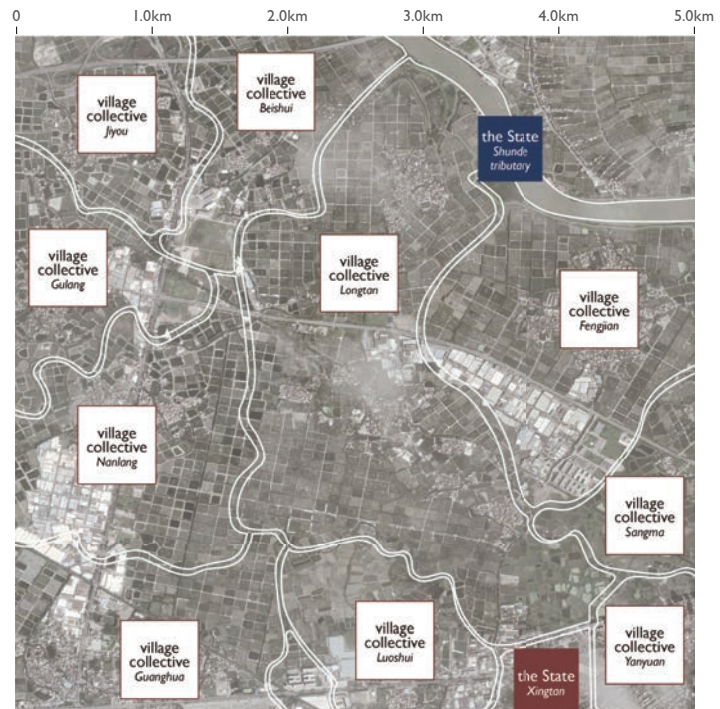 0 1.0km 2.0km 3.0km 4.0km 5.0km
village
collective
Jiyou
village
collective
Beishui
the State
Shunde
tributary
village
collective
Gulang
village
collective
Longtan
village
collective
Fengjian
village
collective
Nanlang
village
collective
Sangma
village
collective
Guanghua
village
collective
Luoshui
the State
Xingtan
village
collective
Yanyuan